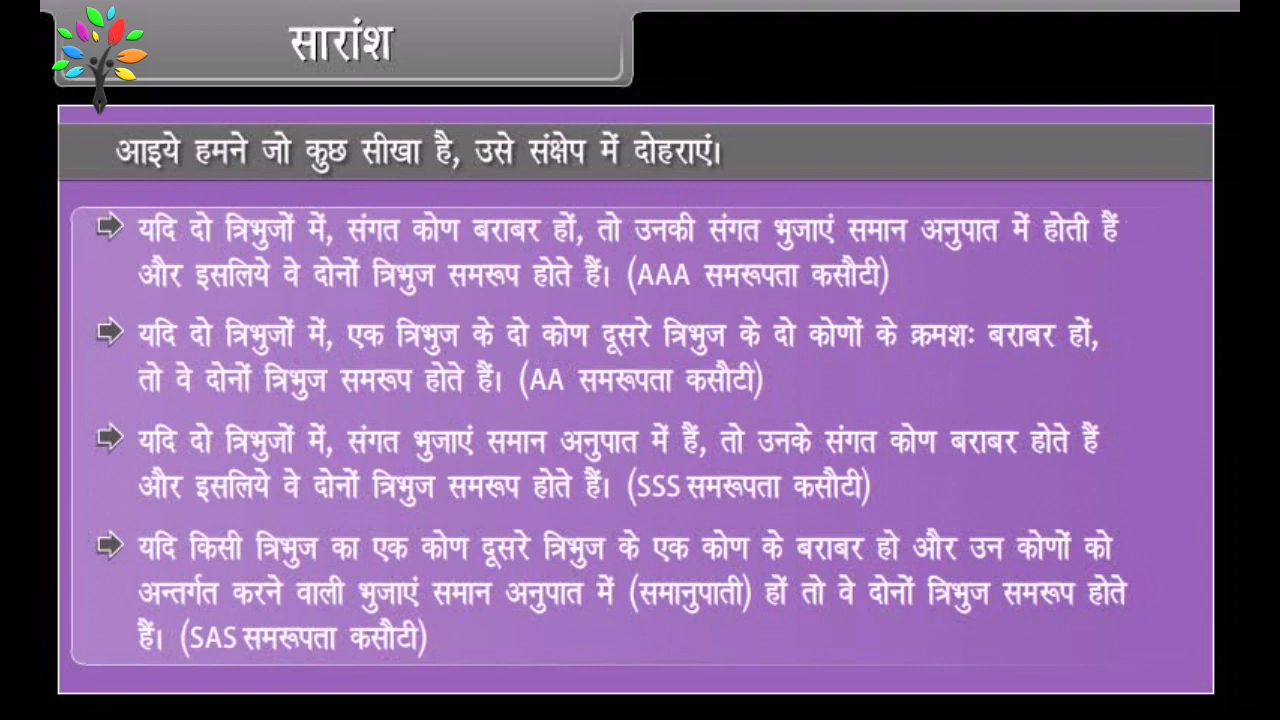 सारांश
आइये हमने जो कुछ सीखा है, उसे संक्षेप में दोहराएं।
यदि दो त्रिभुजों में, संगत कोण बराबर हों, तो उनकी संगत भुजाएं समान अनुपात में होती हैं
और इसलिये वे दोनों त्रिभुज समरूप होते हैं। (AAA समरूपता कसौटी)
यदि दो त्रिभुजों में, एक त्रिभुज के दो कोण दूसरे त्रिभुज के दो कोणों के क्रमशः बराबर हों,
तो वे दोनों त्रिभुज समरूप होते हैं। (AA समरूपता कसौटी)
यदि दो त्रिभुजों में, संगत भुजाएं समान अनुपात में हैं, तो उनके संगत कोण बराबर होते हैं
और इसलिये वे दोनों त्रिभुज समरूप होते हैं। (SSS समरूपता कसौटी)
यदि किसी त्रिभुज का एक कोण दूसरे त्रिभुज के एक कोण के बराबर हो और उन कोणों को
अन्तर्गत करने वाली भुजाएं समान अनुपात में (समानुपाती) हों तो वे दोनों त्रिभुज समरूप होते
हैं। (SAS समरूपता कसौटी)